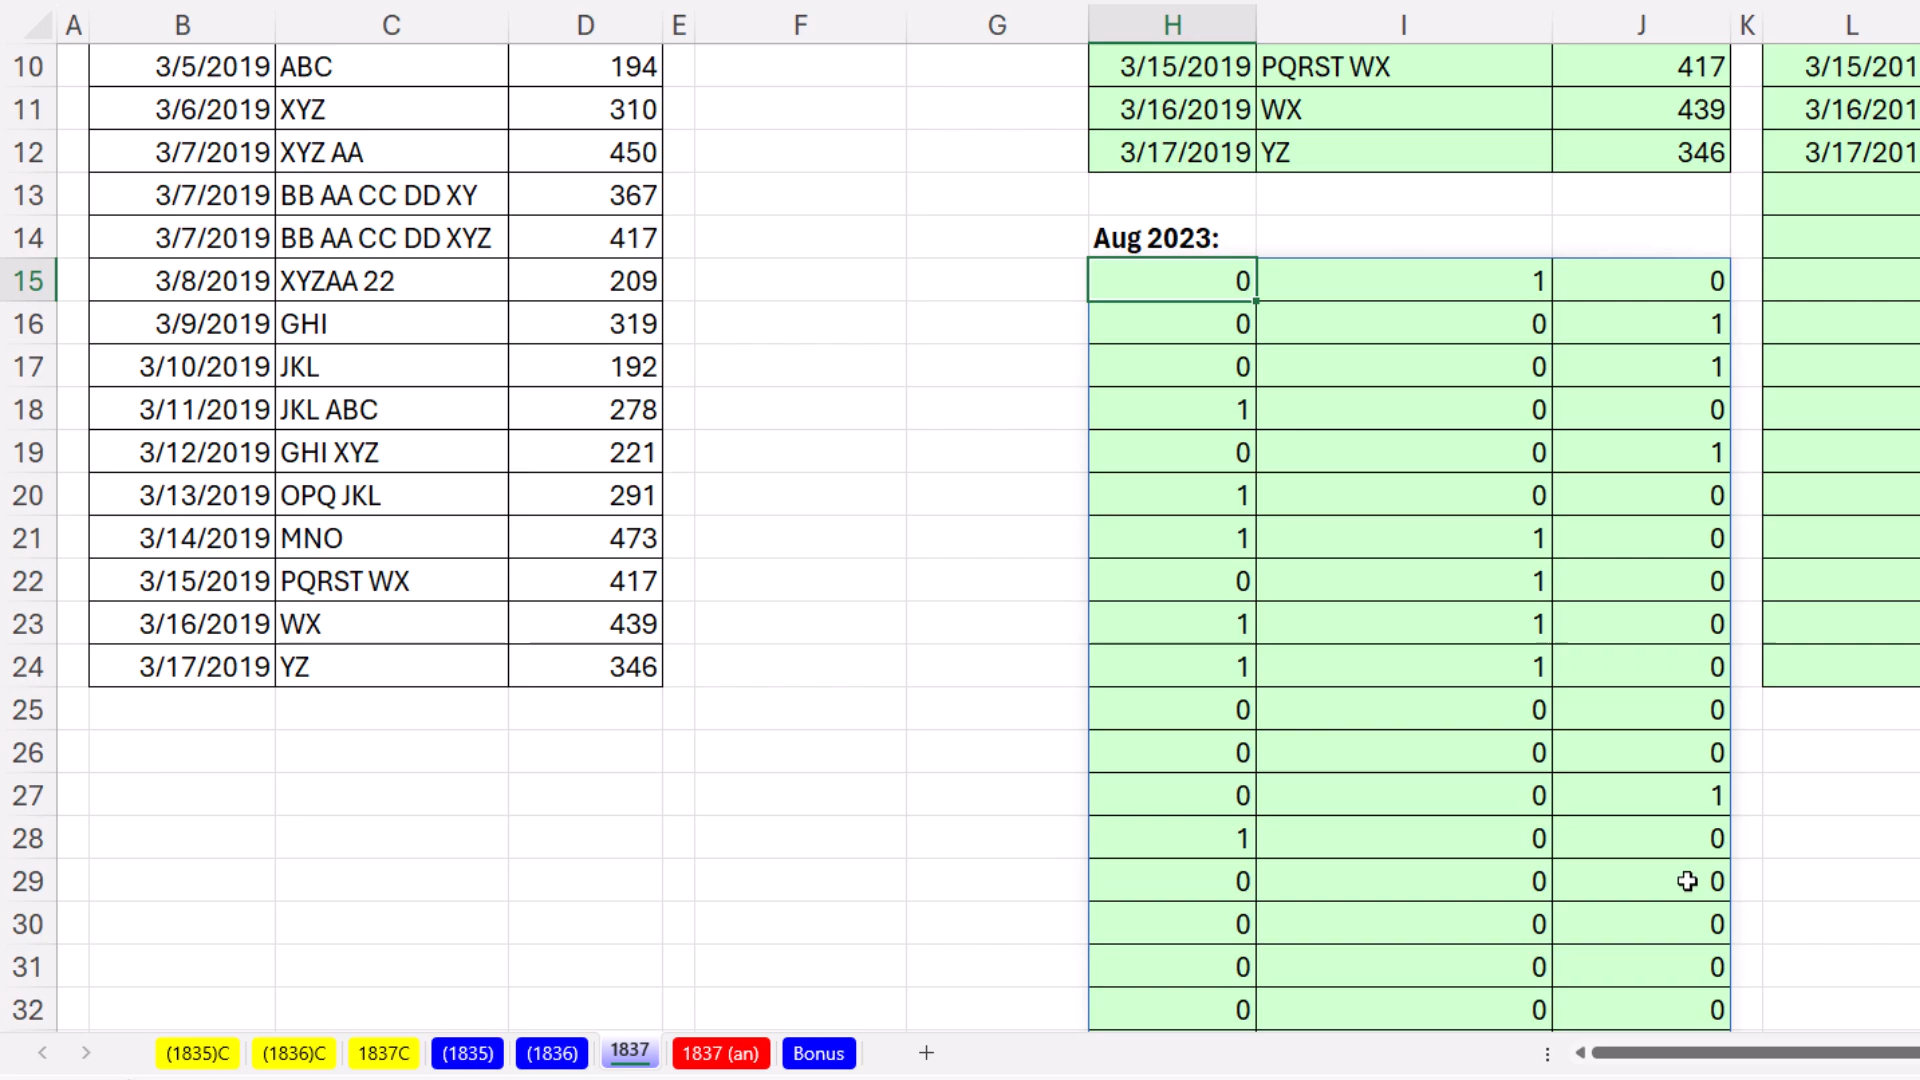 A B C D E F G H I J K L
10 3/5/2019 ABC 194 3/15/2019 PQRST WX 417 3/15/201
11 3/6/2019 XYZ 310 3/16/2019 WX 439 3/16/201
12 3/7/2019 XYZ AA 450 3/17/2019 YZ 346 3/17/201
13 3/7/2019 BB AA CC DD XY 367
14 3/7/2019 BB AA CC DD XYZ 417 Aug 2023:
15 3/8/2019 XYZAA 22 209 0 1 0
16 3/9/2019 GHI 319 0 0 1
17 3/10/2019 JKL 192 0 0 1
18 3/11/2019 JKL ABC 278 1 0 0
19 3/12/2019 GHI XYZ 221 0 0 1
20 3/13/2019 OPQ JKL 291 1 0 0
21 3/14/2019 MNO 473 1 1 0
22 3/15/2019 PQRST WX 417 0 1 0
23 3/16/2019 WX 439 1 1 0
24 3/17/2019 YZ 346 1 1 0
25 0 0 0
26 0 0 0
27 0 0 1
28 1 0 0
29 0 0 0
30 0 0 0
31 0 0 0
32 0 0 0
(1835)C (1836)C 1837C (1835) (1836) 1837 1837 (an) Bonus